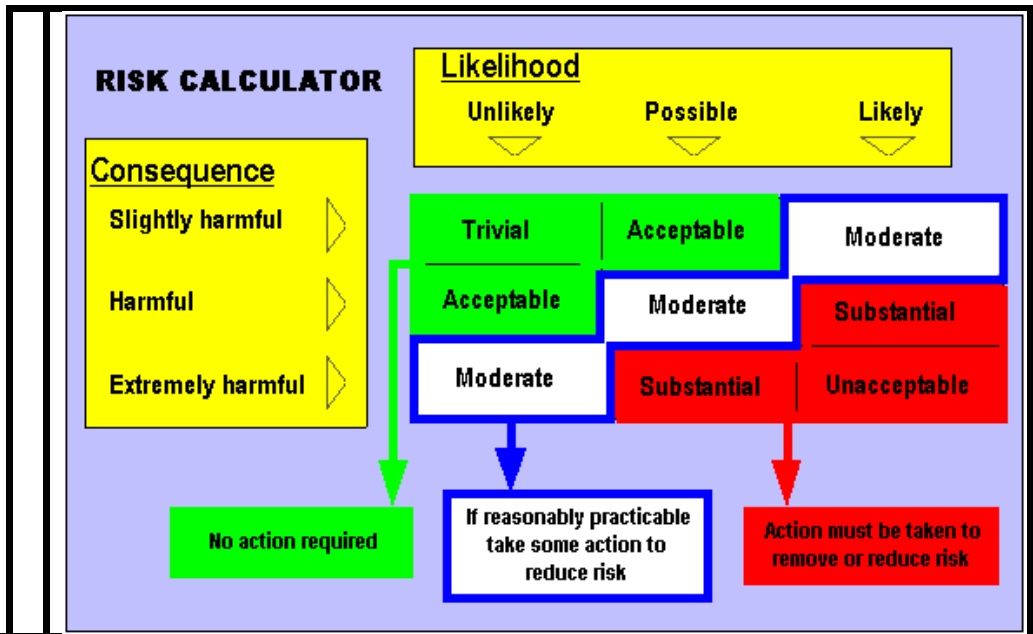 RISK CALCULATOR
Likelihood
Unlikely Possible Likely
Consequence
Slightly harmful
Trivial Acceptable Moderate
Harmful
Acceptable Moderate Substantial
Extremely harmful
Moderate Substantial Unacceptable
No action required
If reasonably practicable
take some action to
reduce risk
Action must be taken to
remove or reduce risk